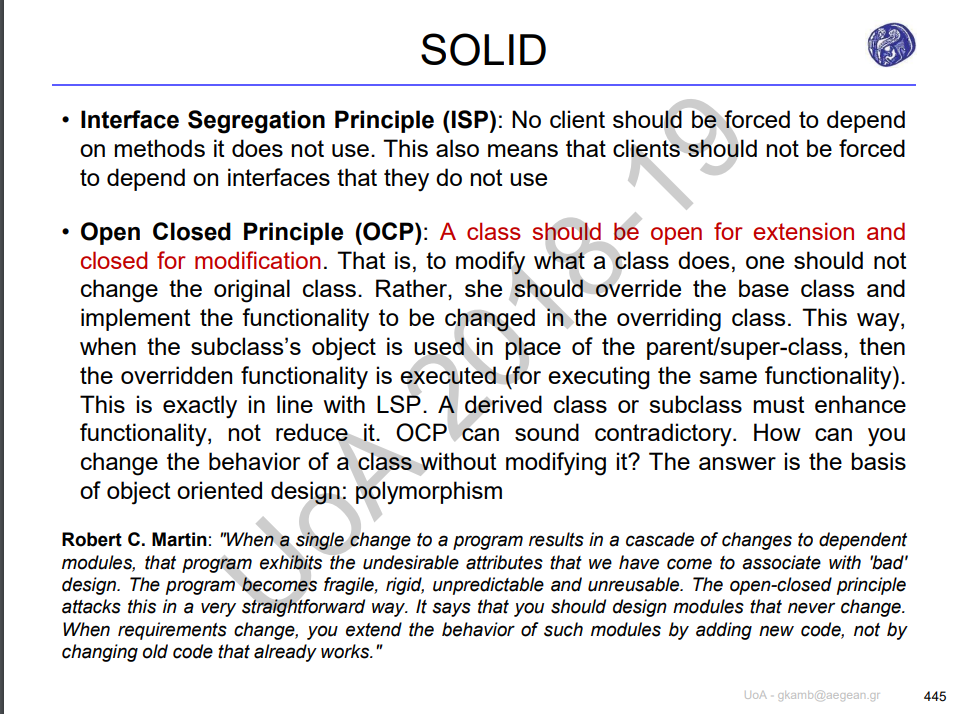 SOLID
• Interface Segregation Principle (ISP): No client should be forced to depend
on methods it does not use. This also means that clients should not be forced
to depend on interfaces that they do not use
• Open Closed Principle (OCP): A class should be open for extension and
closed for modification. That is, to modify what a class does, one should not
change the original class. Rather, she should override the base class and
implement the functionality to be changed in the overriding class. This way,
when the subclass's object is used in place of the parent/super-class, then
the overridden functionality is executed (for executing the same functionality).
This is exactly in line with LSP. A derived class or subclass must enhance
functionality, not reduce it. OCP can sound contradictory. How can you
change the behavior of a class without modifying it? The answer is the basis
of object oriented design: polymorphism
Robert C. Martin: "When a single change to a program results in a cascade of changes to dependent
modules, that program exhibits the undesirable attributes that we have come to associate with 'bad'
design. The program becomes fragile, rigid, unpredictable and unreusable. The open-closed principle
attacks this in a very straightforward way. It says that you should design modules that never change.
When requirements change, you extend the behavior of such modules by adding new code, not by
changing old code that already works."
UoA 2018-19
UoA - gkamb@aegean.gr
445